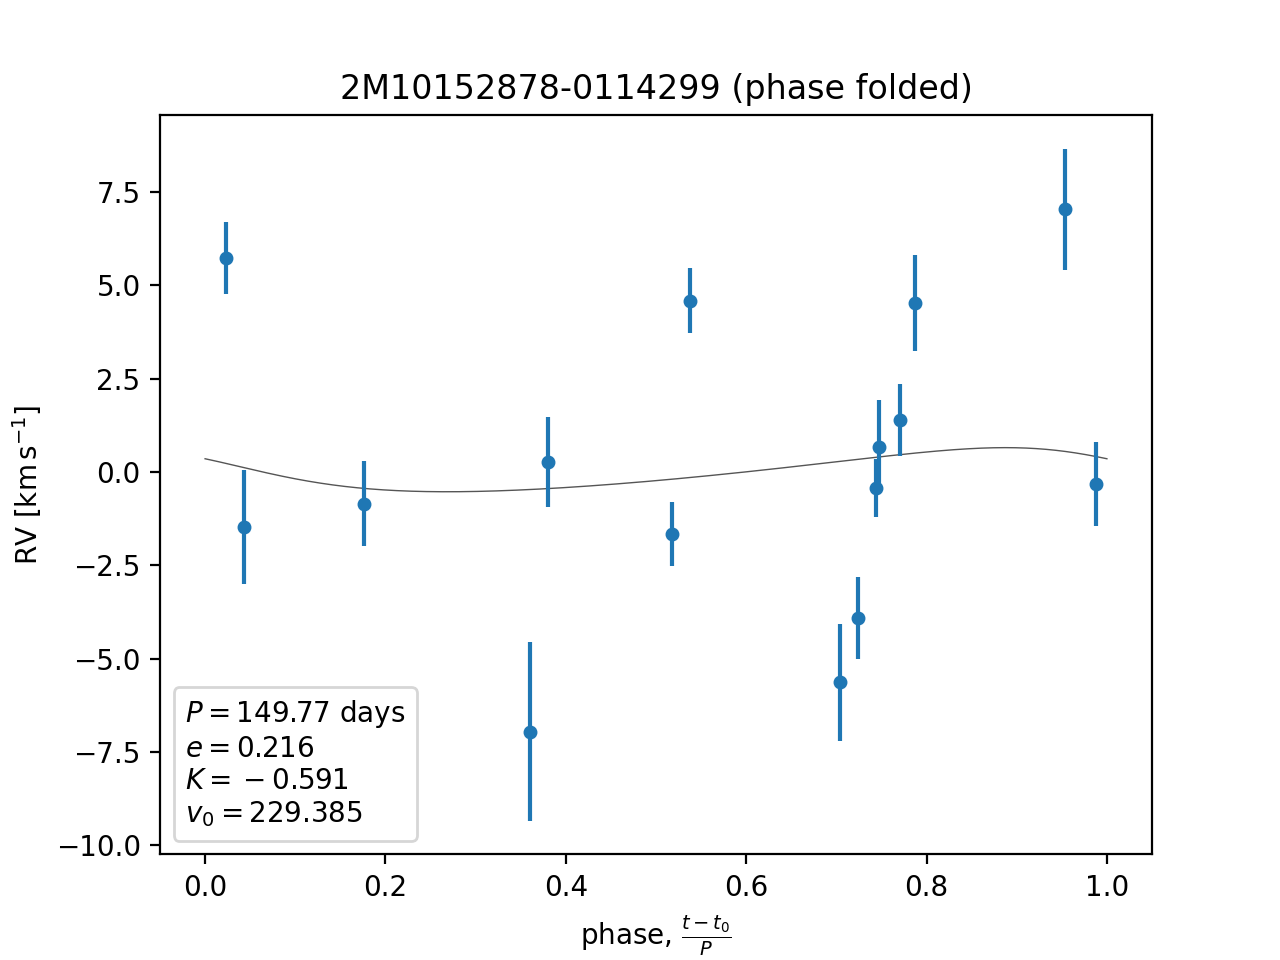 2M10152878-0114299 (phase folded)
RV [km s⁻¹]
7.5
5.0
2.5
0.0
−2.5
−5.0
−7.5
−10.0
P = 149.77 days
e = 0.216
K = −0.591
v₀ = 229.385
0.0 0.2 0.4 0.6 0.8 1.0
phase, (t − t₀)/P